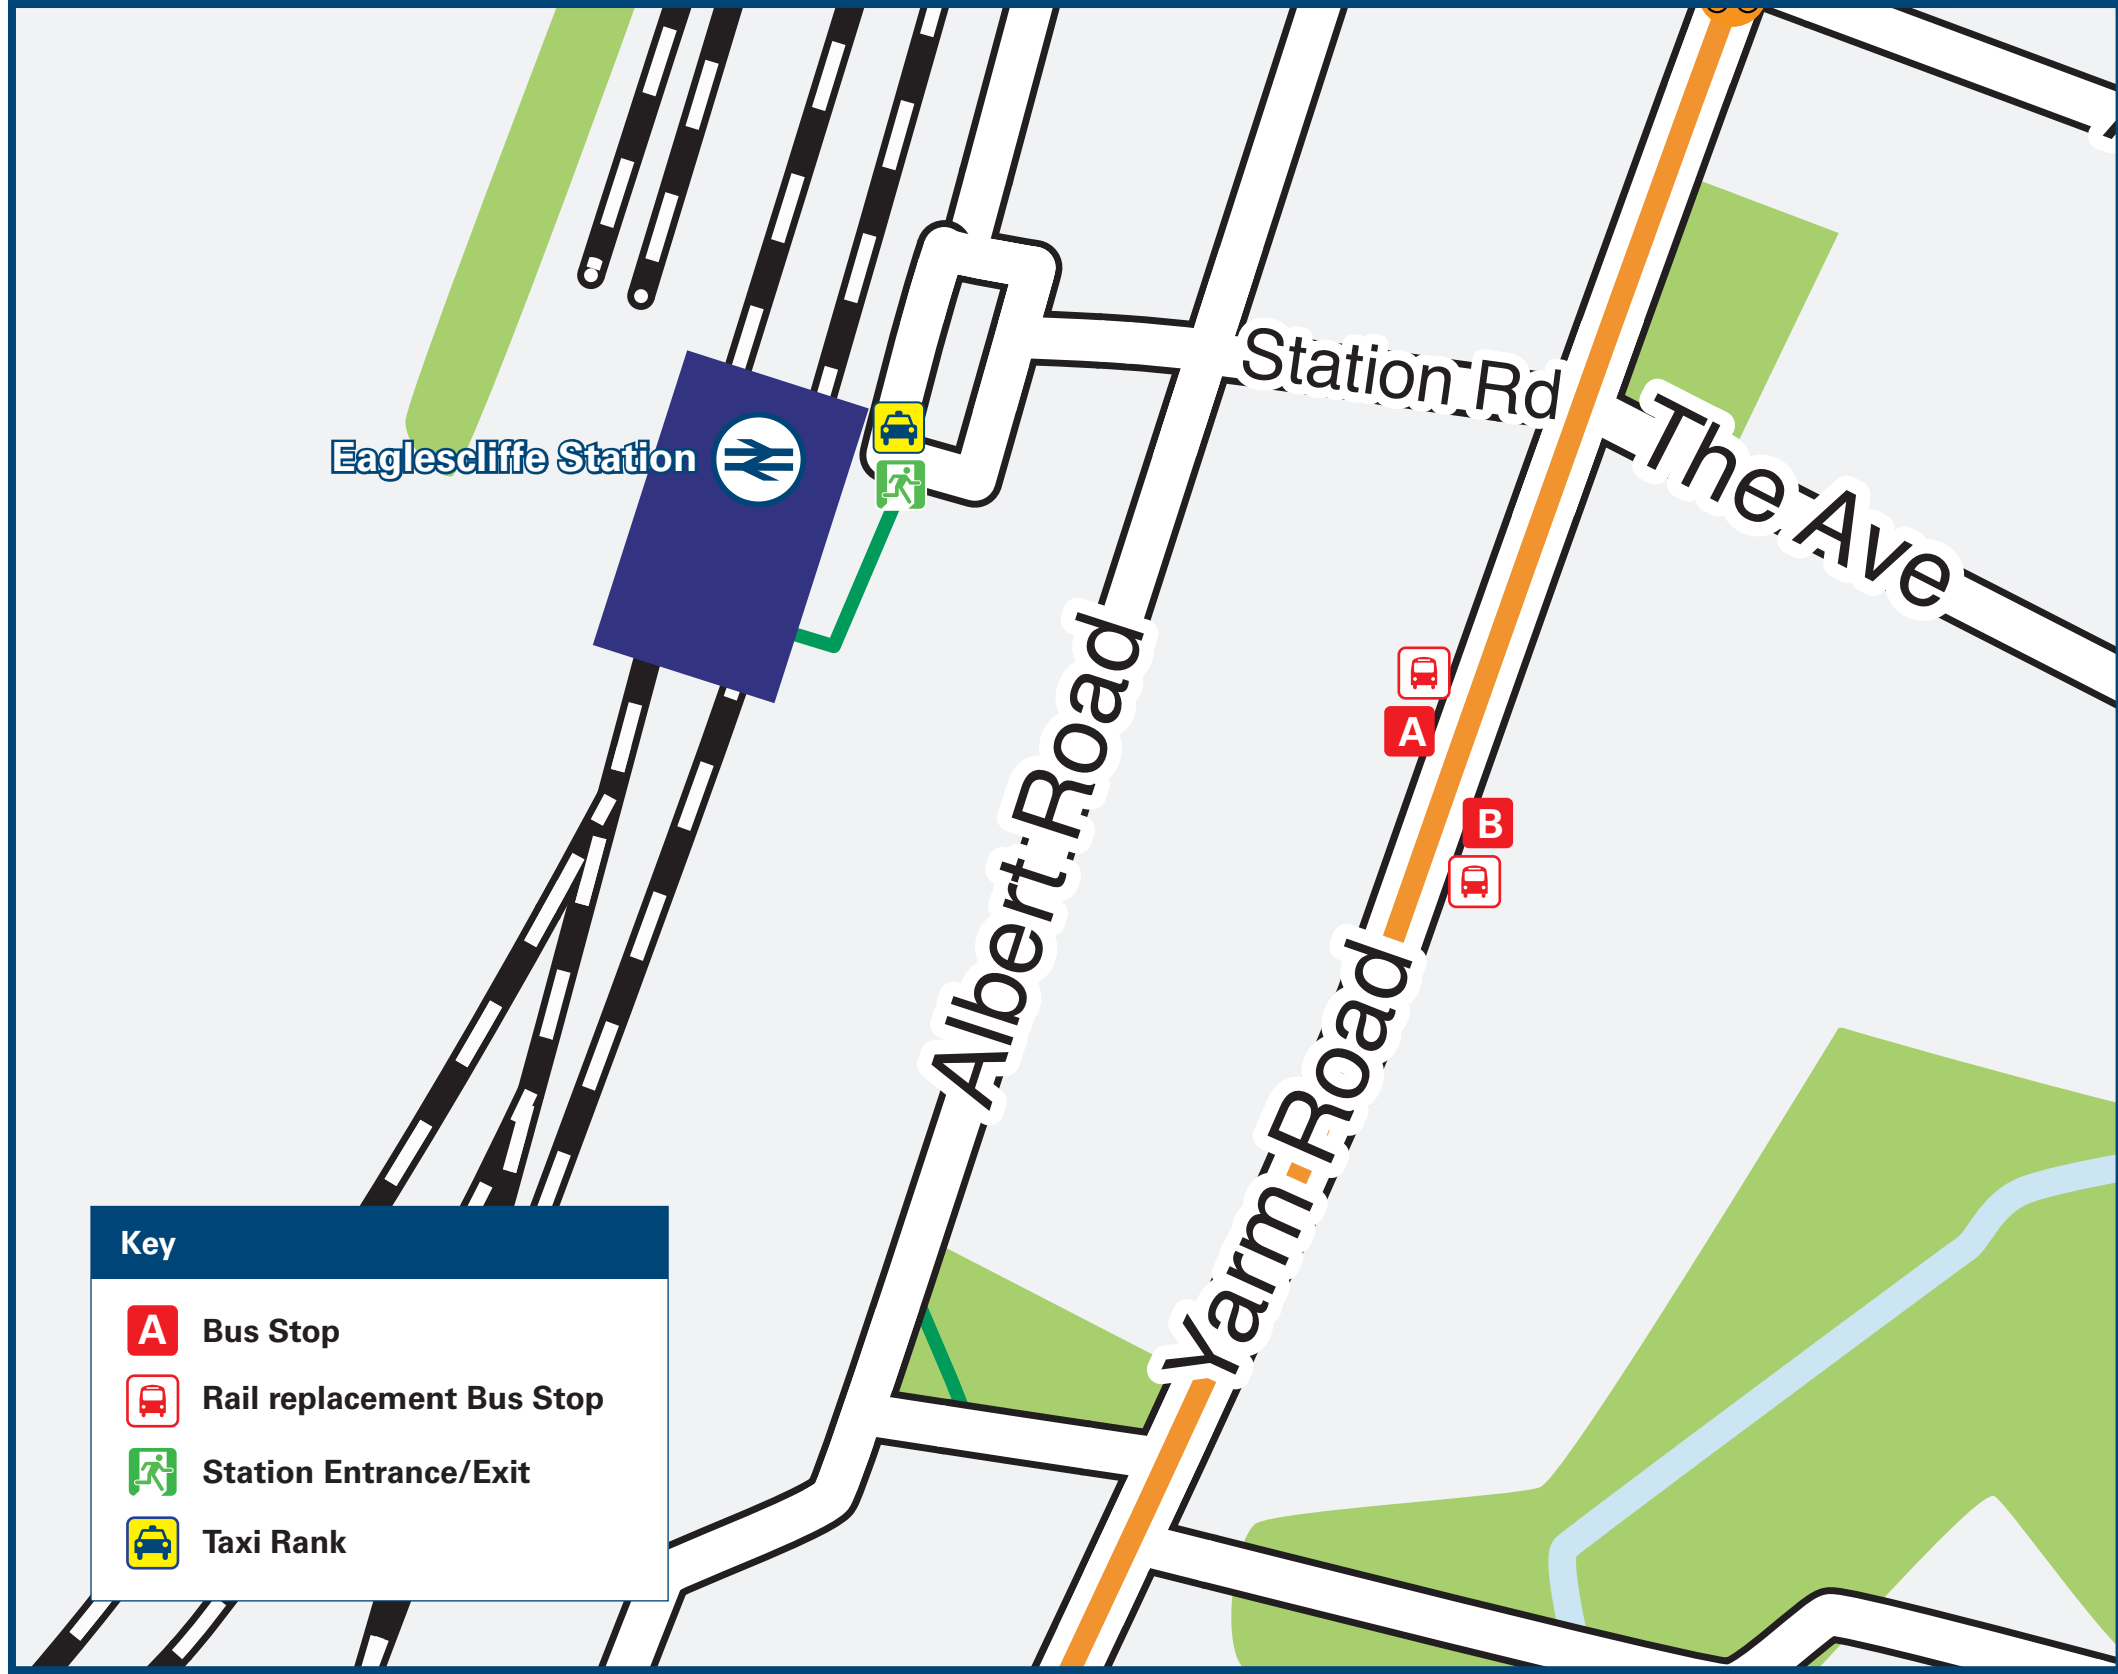 Station Rd
The Ave
Eaglescliffe Station
Albert Road
A
B
Yarm Road
Key
A Bus Stop
Rail replacement Bus Stop
Station Entrance/Exit
Taxi Rank